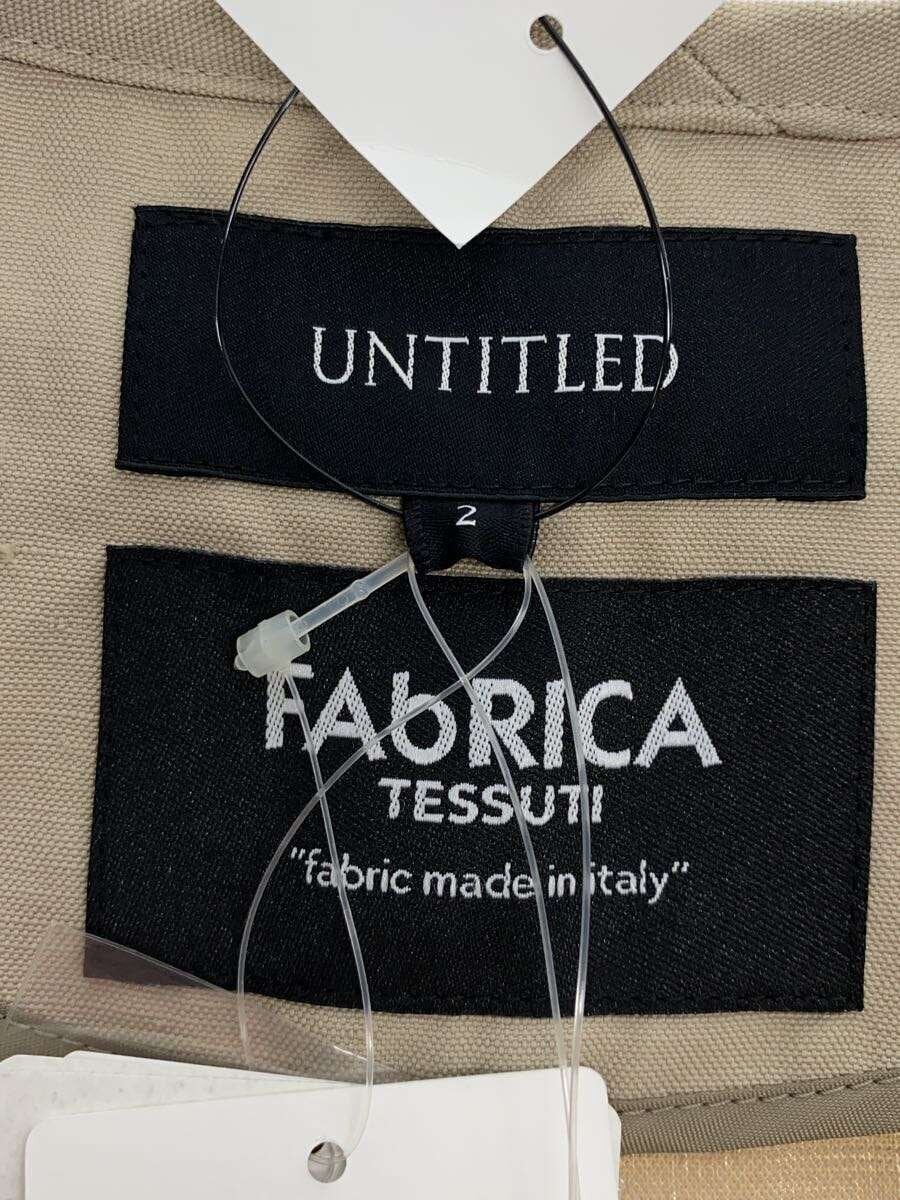 UNTITLED
2
FAbRICA
TESSUTI
"fabric made in italy"